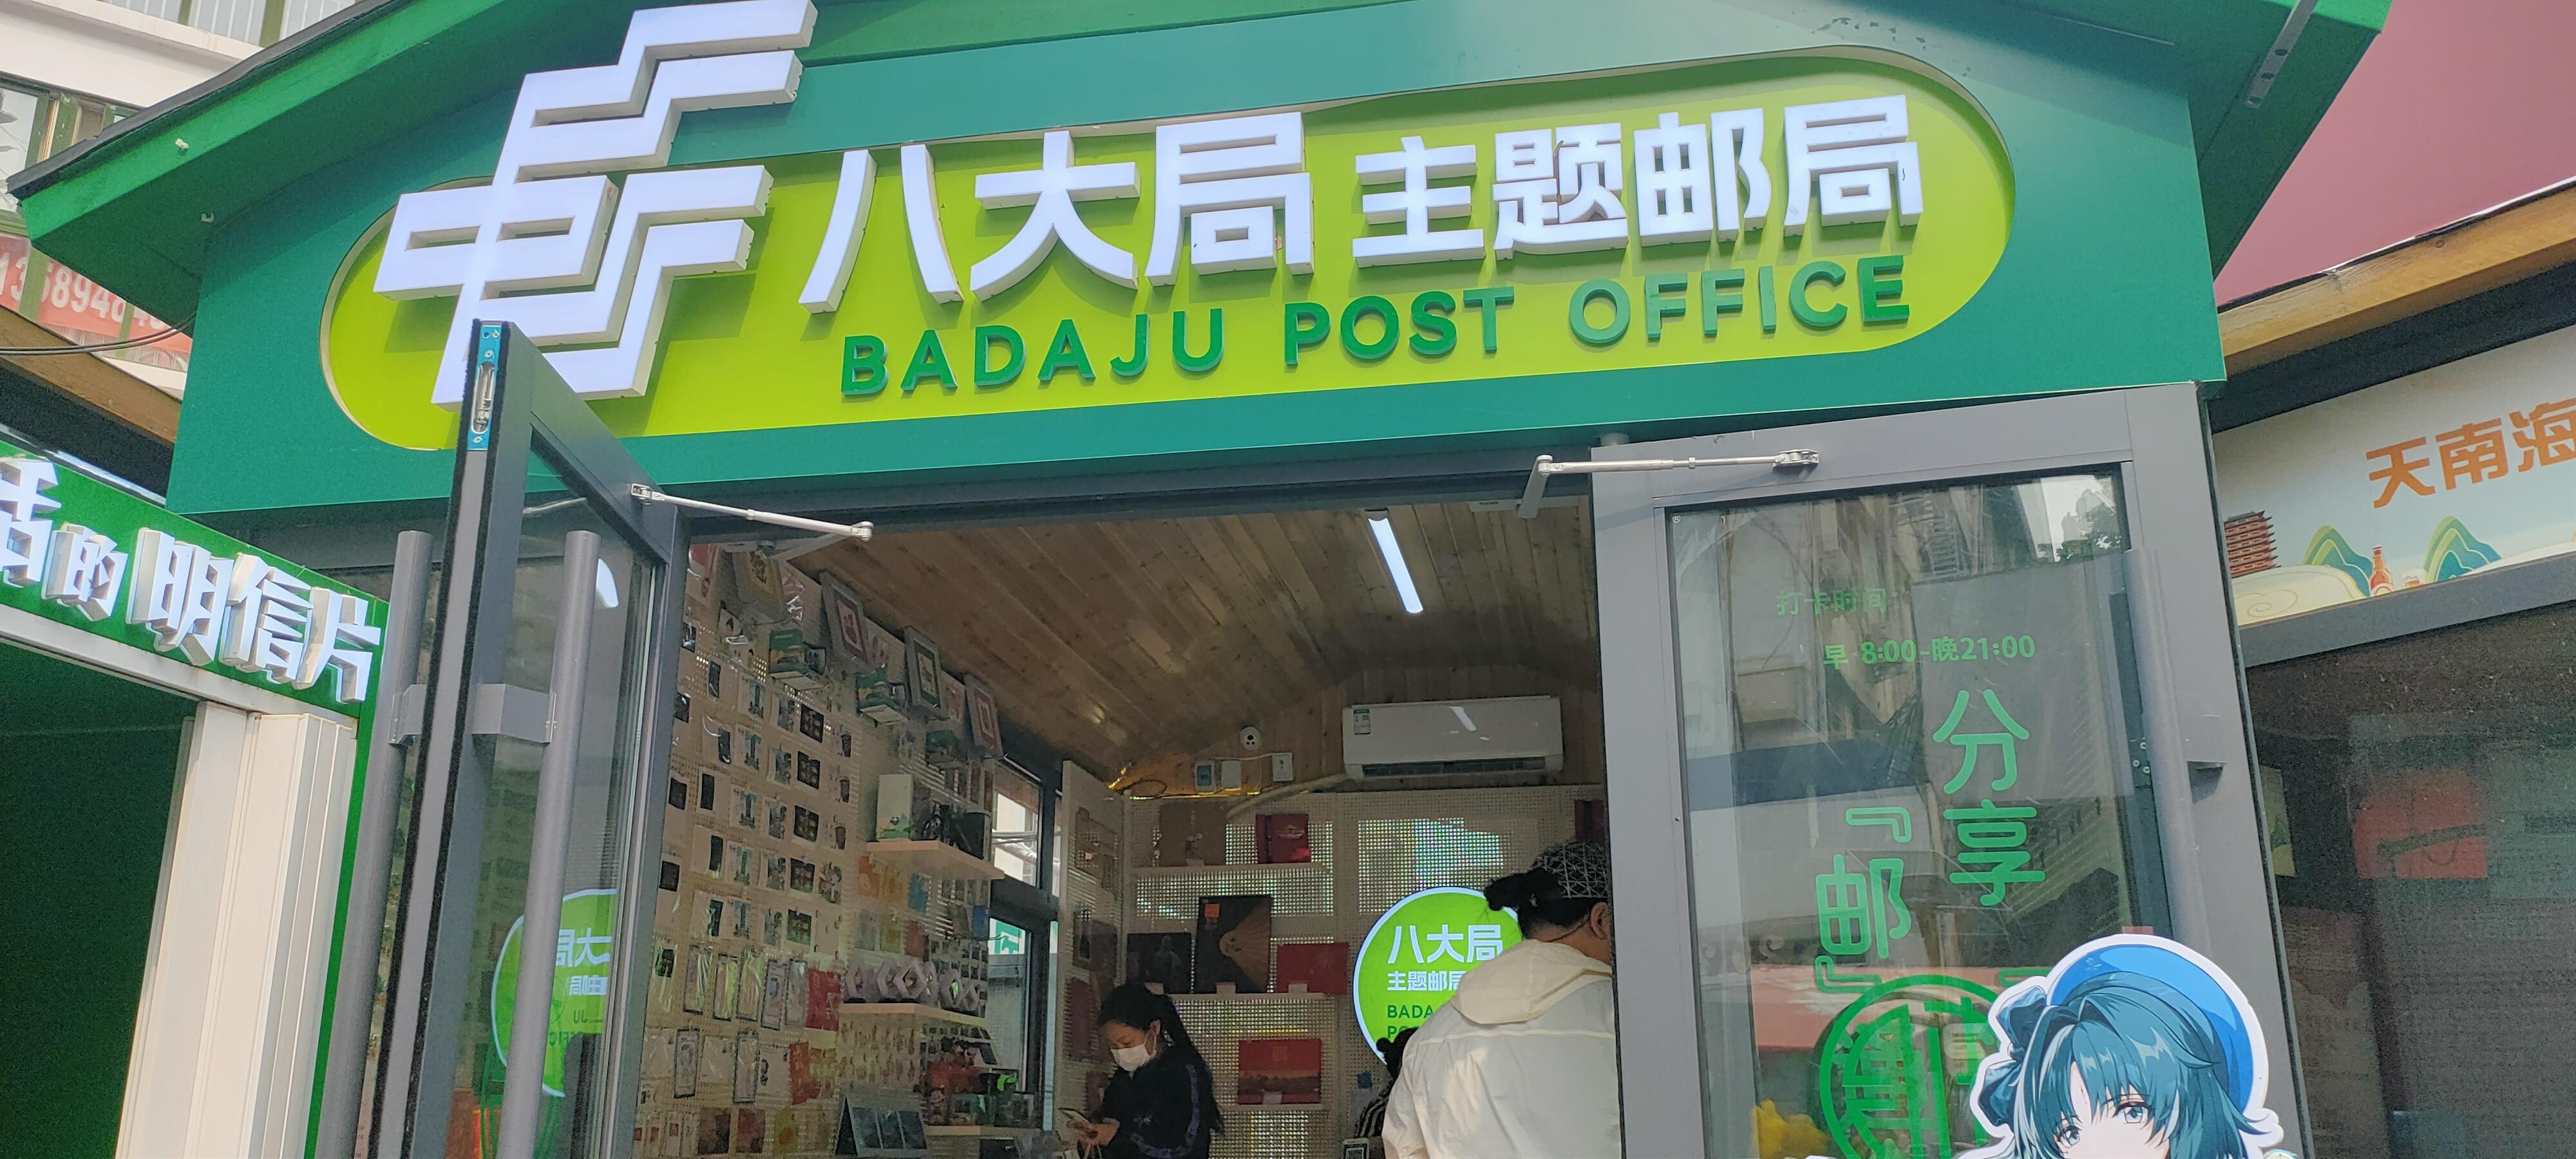 八大局 主题邮局
BADAJU POST OFFICE
活的明信片
天南海
打卡时间
早 8:00-晚21:00
分享
『邮』
八大局
主题邮局
BADA